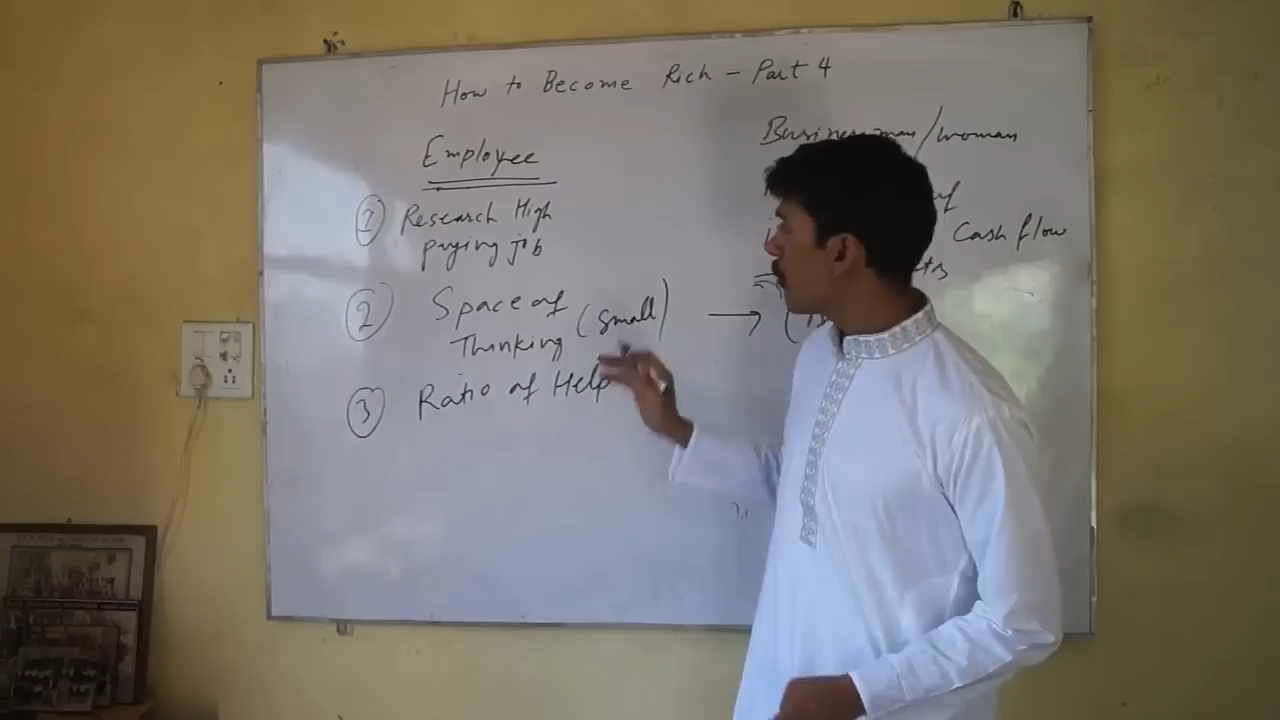 How to Become Rich - Part 4
Employee
① Research High
paying job
② Space of (small) →
Thinking
③ Ratio of Help
Businessman/woman
of
Cash flow